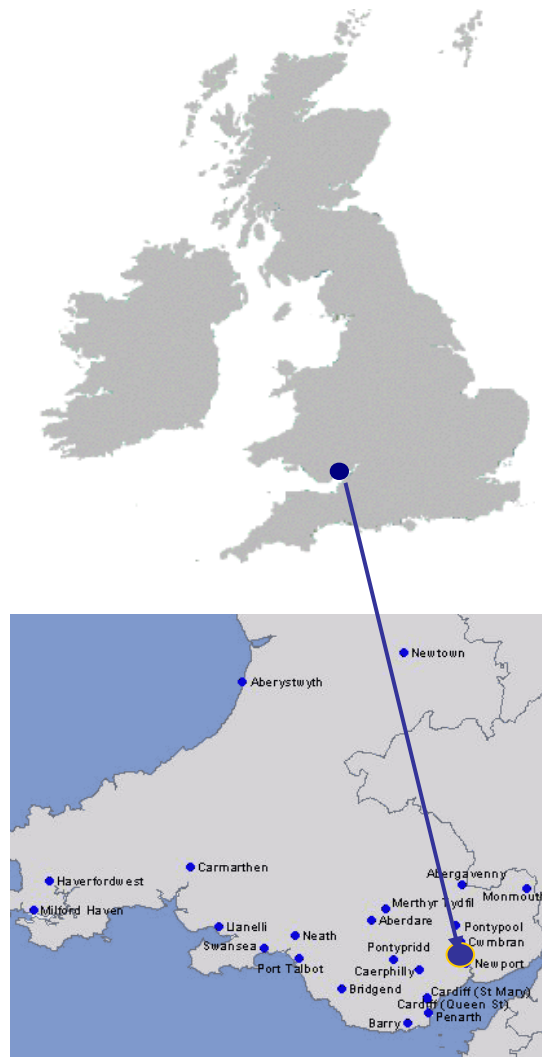 Newtown
Aberystwyth
Carmarthen
Haverfordwest
Abergavenny
Monmouth
Milford Haven
Merthyr Tydfil
Aberdare
Llanelli
Pontypool
Neath
Cwmbran
Swansea
Pontypridd
Port Talbot
Newport
Caerphilly
Bridgend
Cardiff (St Mary)
Cardiff (Queen St)
Penarth
Barry